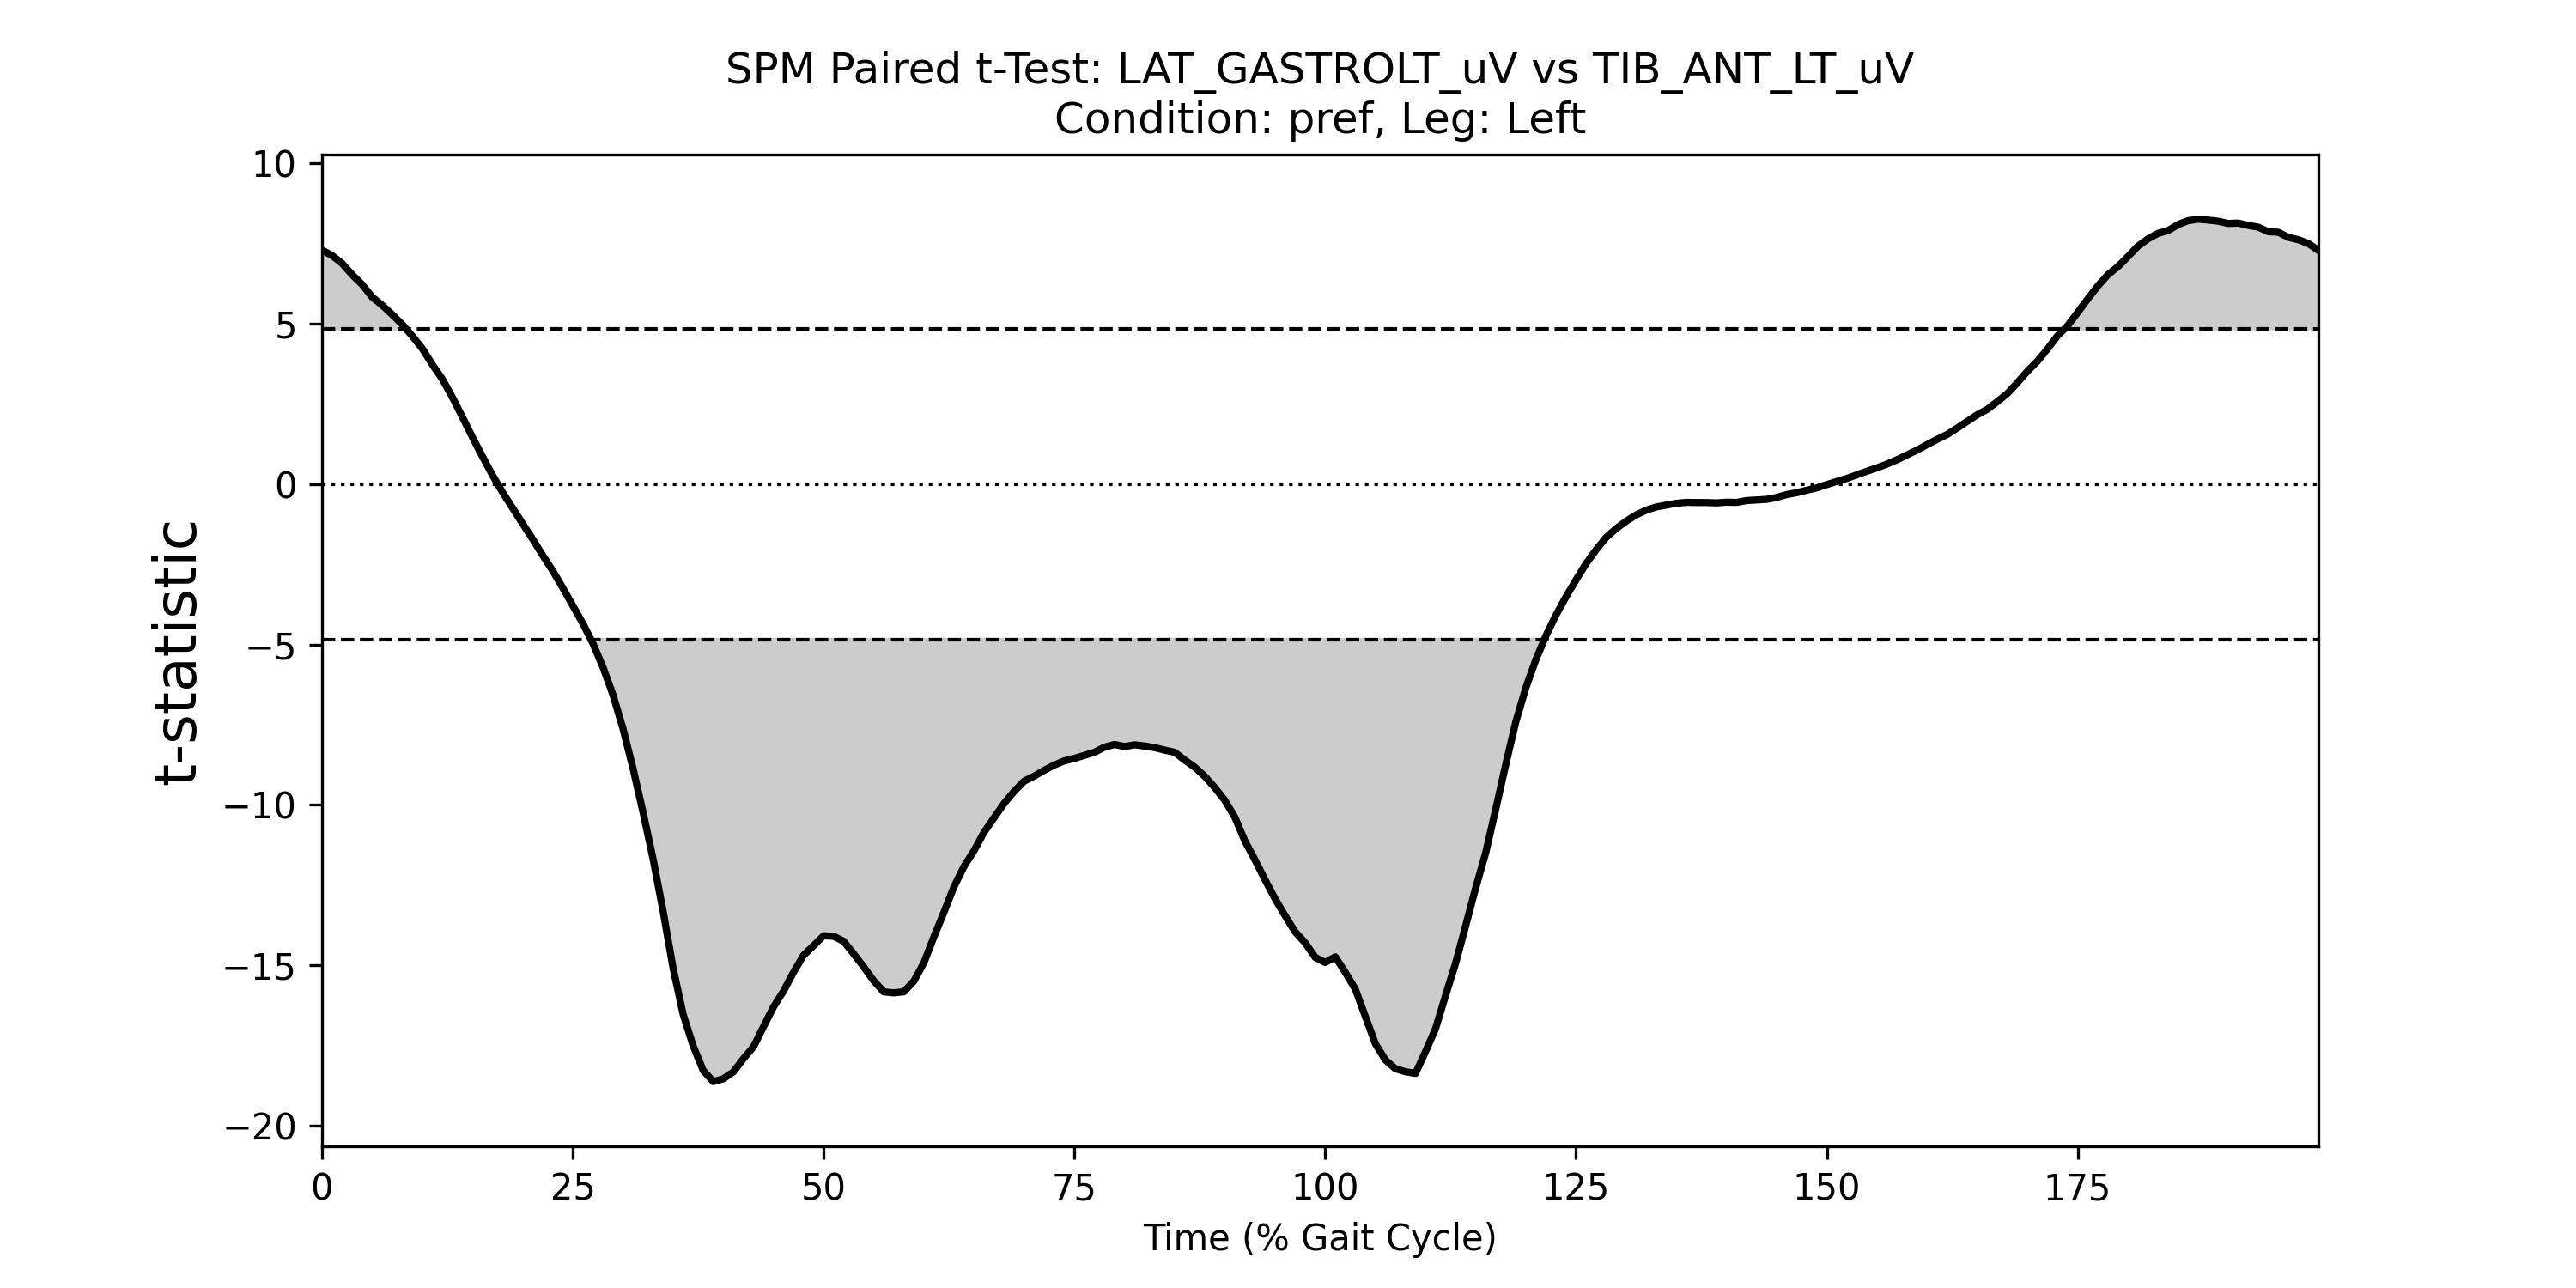 SPM Paired t-Test: LAT_GASTROLT_uV vs TIB_ANT_LT_uV
Condition: pref, Leg: Left
10
5
0
−5
−10
−15
−20
t-statistic
0 25 50 75 100 125 150 175
Time (% Gait Cycle)